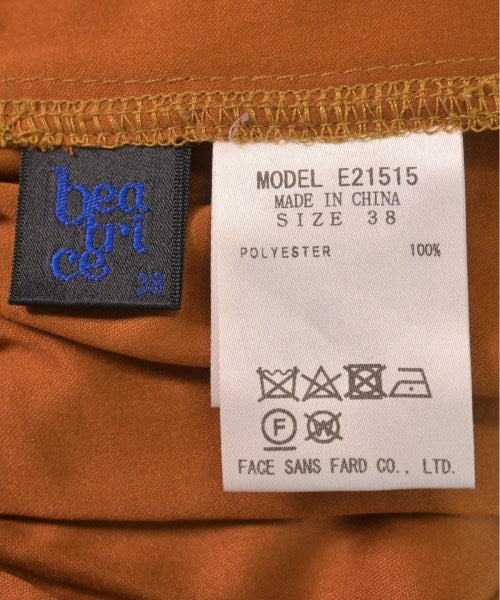 bea
tri
ce
38
MODEL E21515
MADE IN CHINA
SIZE 38
POLYESTER 100%
F W
FACE SANS FARD CO., LTD.